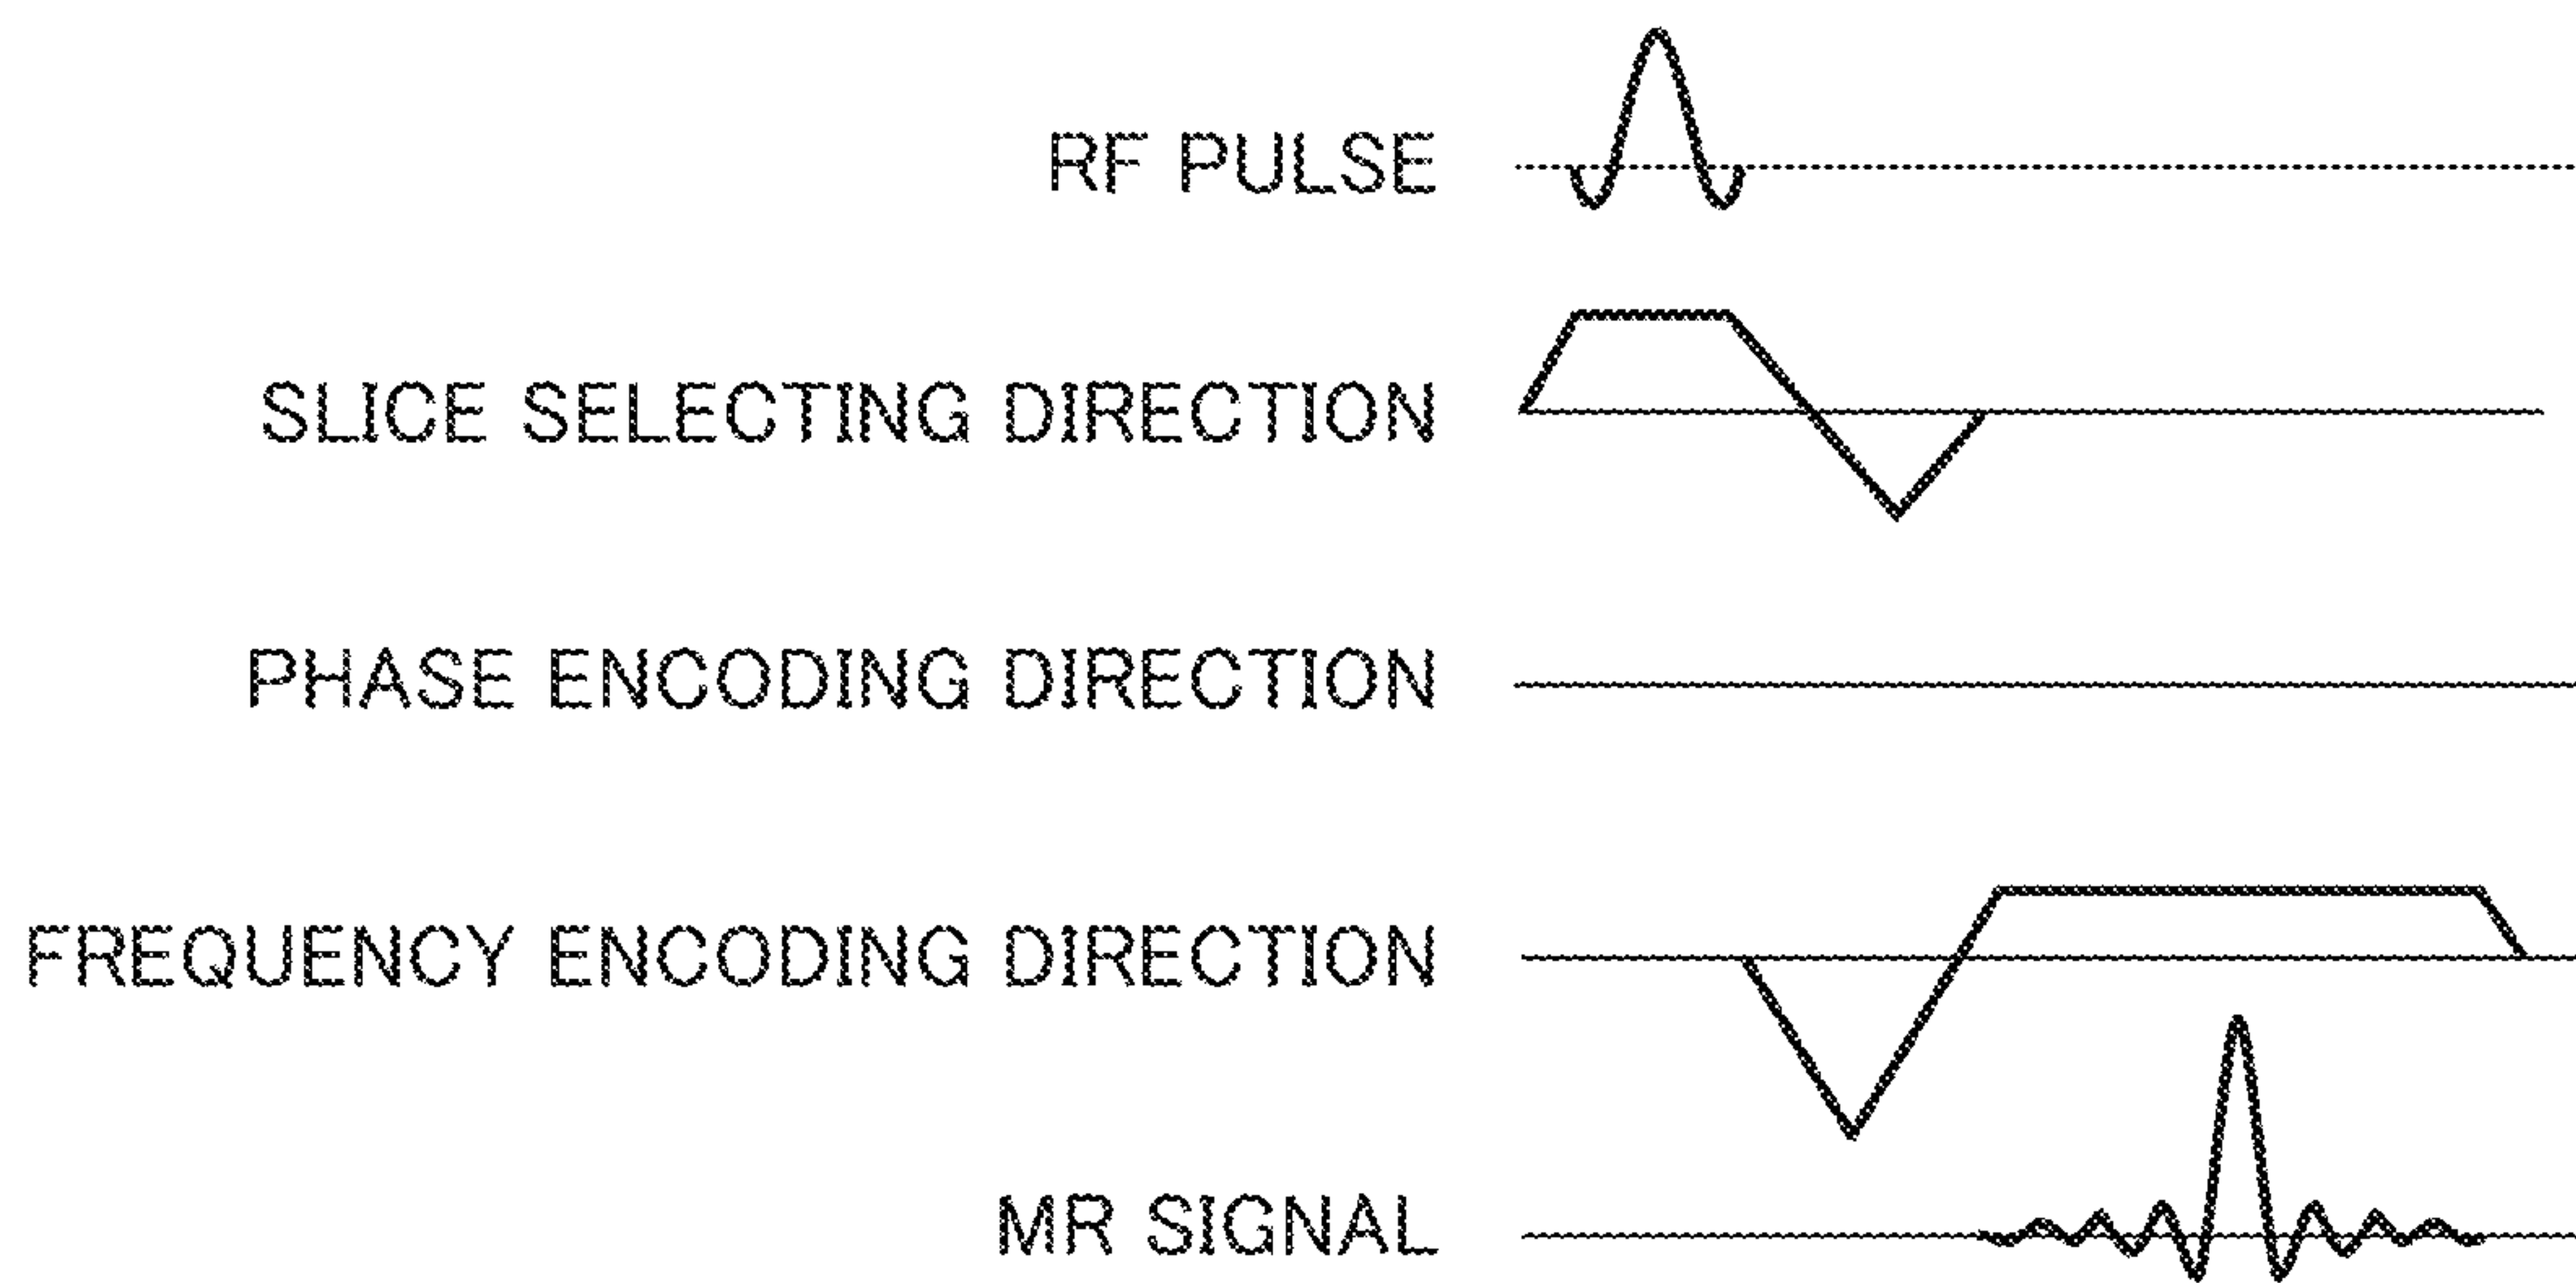 RF PULSE
SLICE SELECTING DIRECTION
PHASE ENCODING DIRECTION
FREQUENCY ENCODING DIRECTION
MR SIGNAL